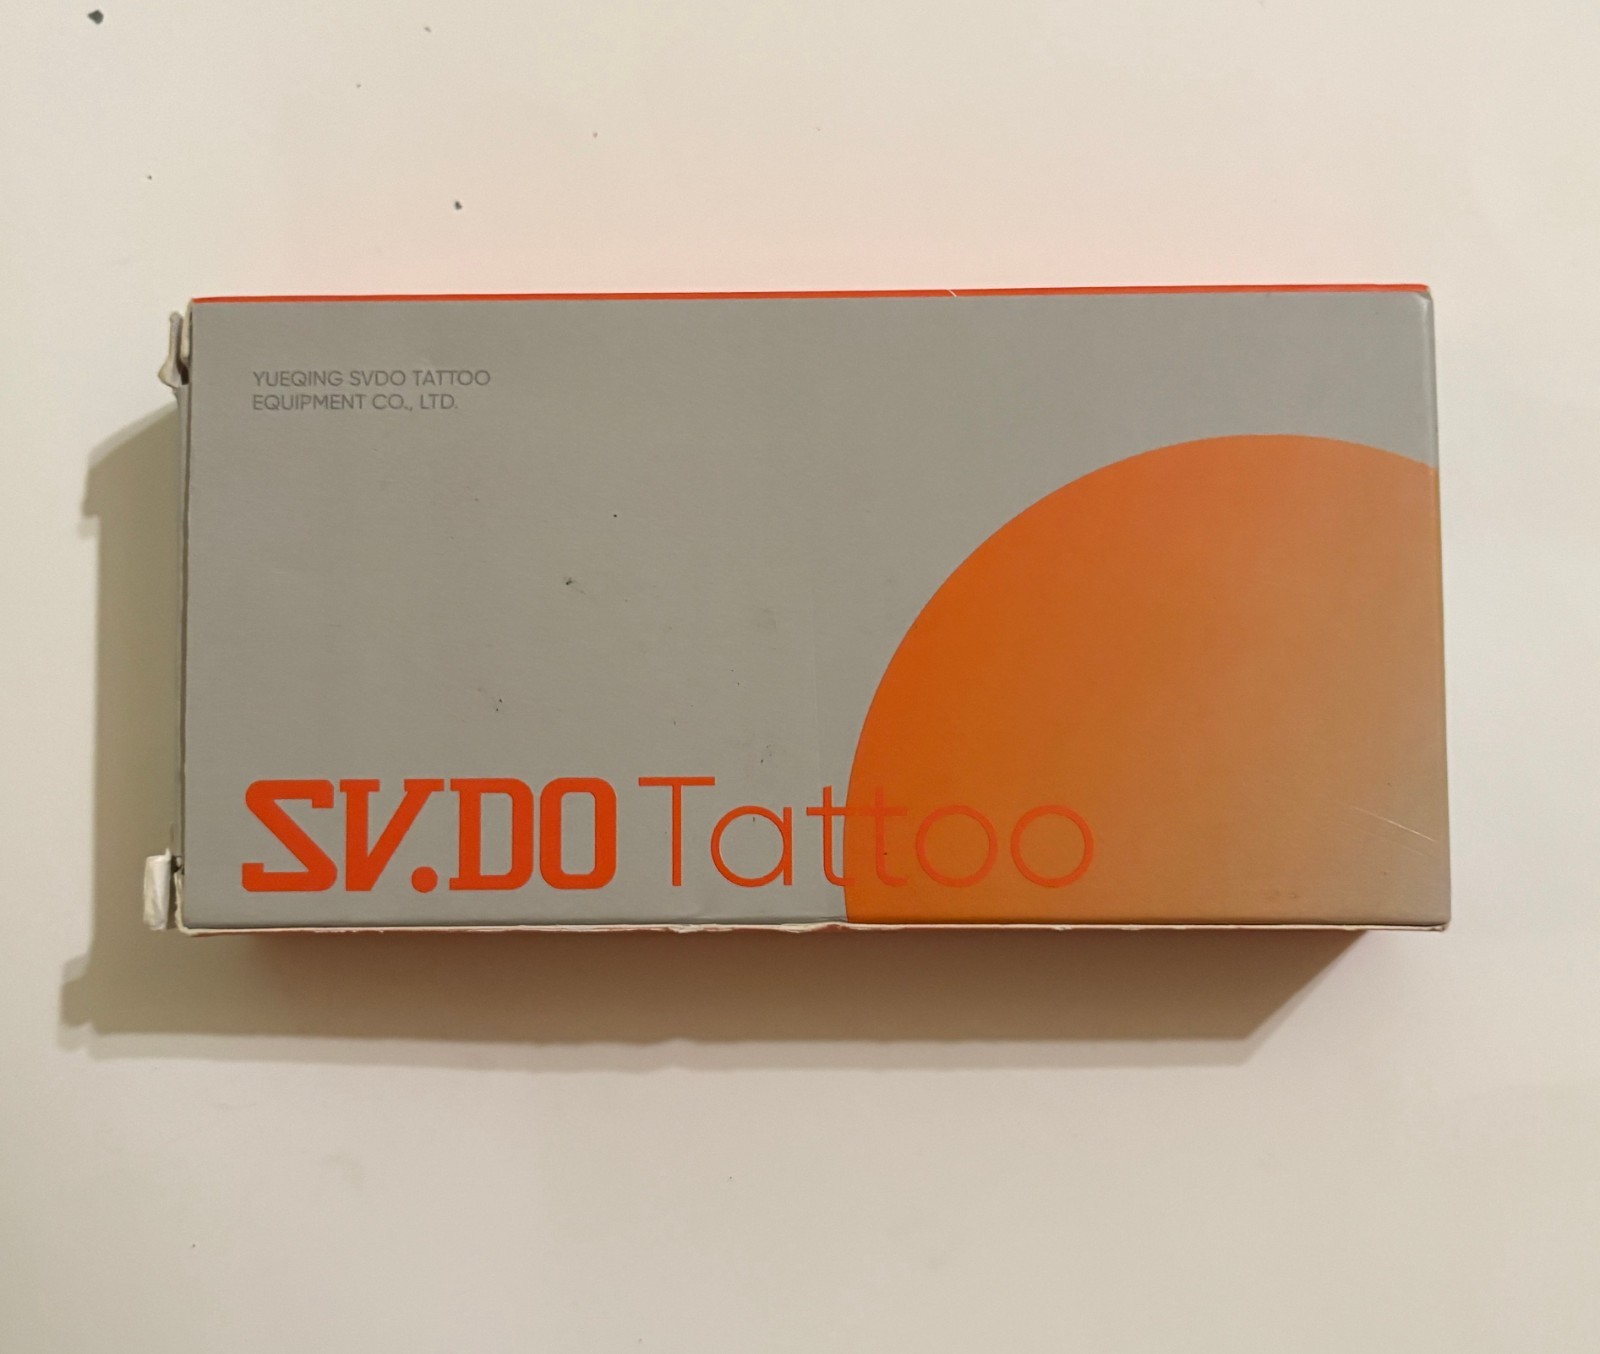 YUEQING SVDO TATTOO
EQUIPMENT CO., LTD.
SV.DO Tattoo